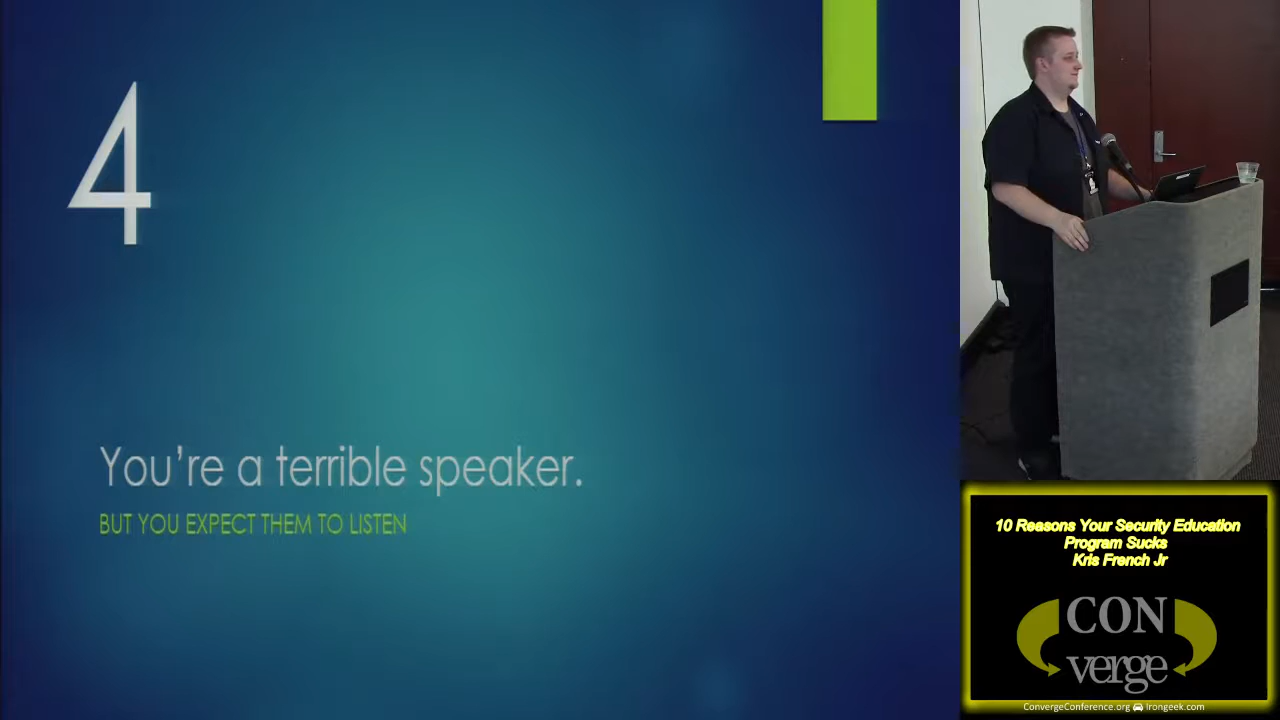 4
You're a terrible speaker.
BUT YOU EXPECT THEM TO LISTEN
10 Reasons Your Security Education
Program Sucks
Kris French Jr
CON
verge
ConvergeConference.org Irongeek.com